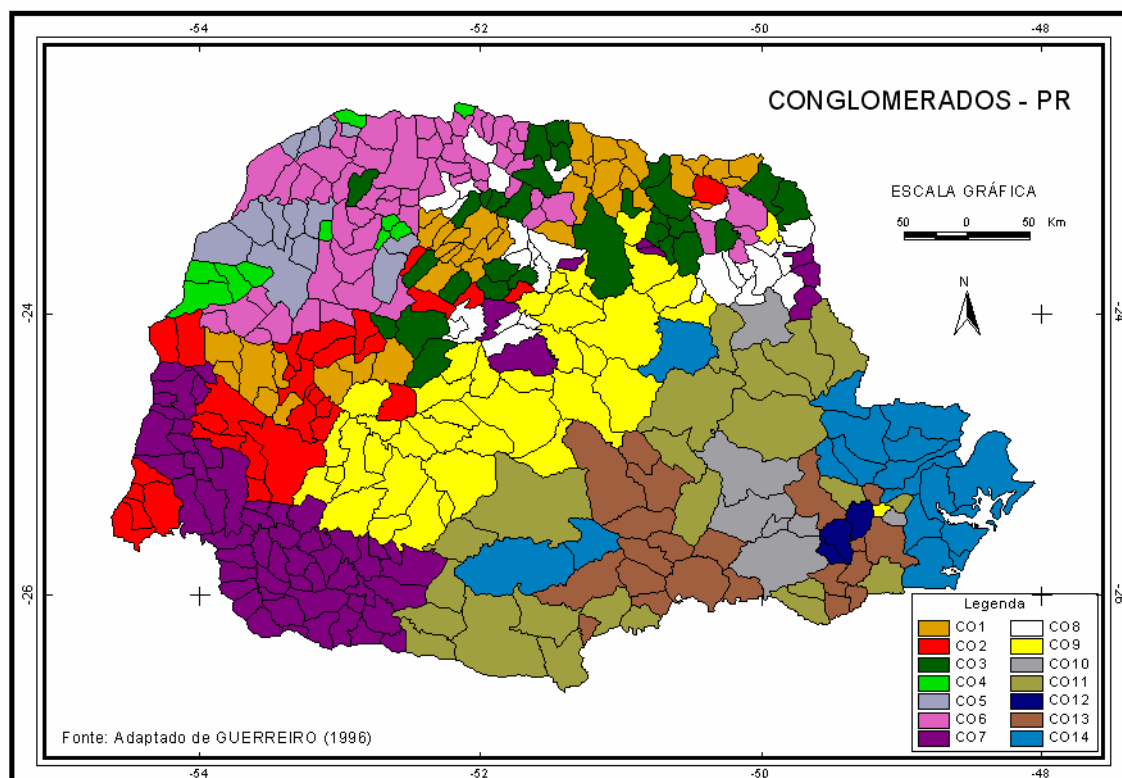 -54 -52 -50 -48
CONGLOMERADOS - PR
ESCALA GRÁFICA
50 0 50 Km
N
-24 -24
-26 -26
Legenda
CO1 CO8
CO2 CO9
CO3 CO10
CO4 CO11
CO5 CO12
CO6 CO13
CO7 CO14
Fonte: Adaptado de GUERREIRO (1996)
-54 -52 -50 -48